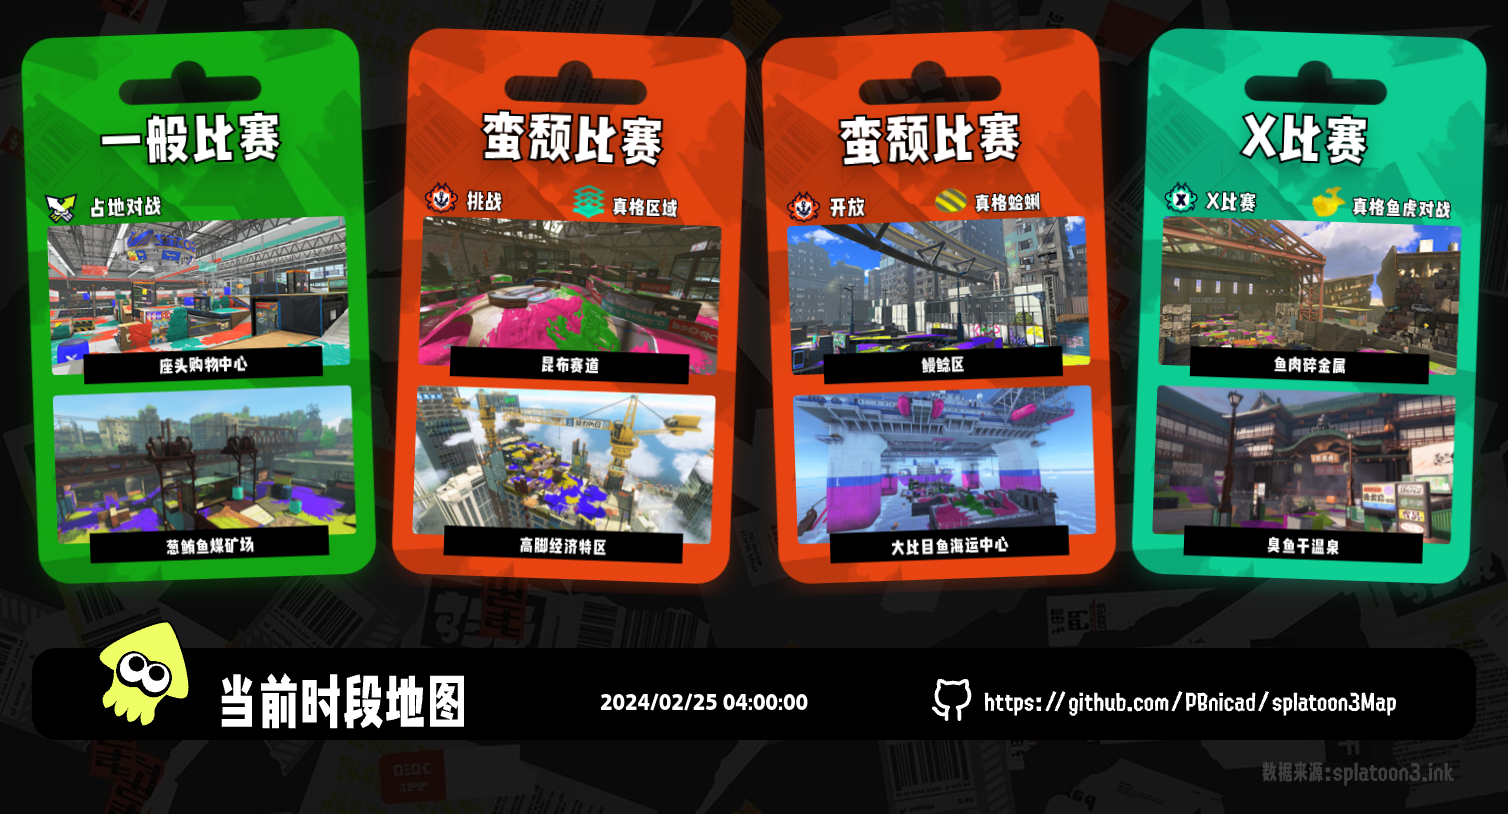 一般比赛
占地对战
座头购物中心
葱鲔鱼煤矿场
蛮颓比赛
挑战
真格区域
昆布赛道
高脚经济特区
蛮颓比赛
开放
真格蛤蜊
鳗鲶区
大比目鱼海运中心
X比赛
X比赛
真格鱼虎对战
鱼肉碎金属
臭鱼干温泉
当前时段地图
2024/02/25 04:00:00
https://github.com/PBnicad/splatoon3Map
数据来源:splatoon3.ink